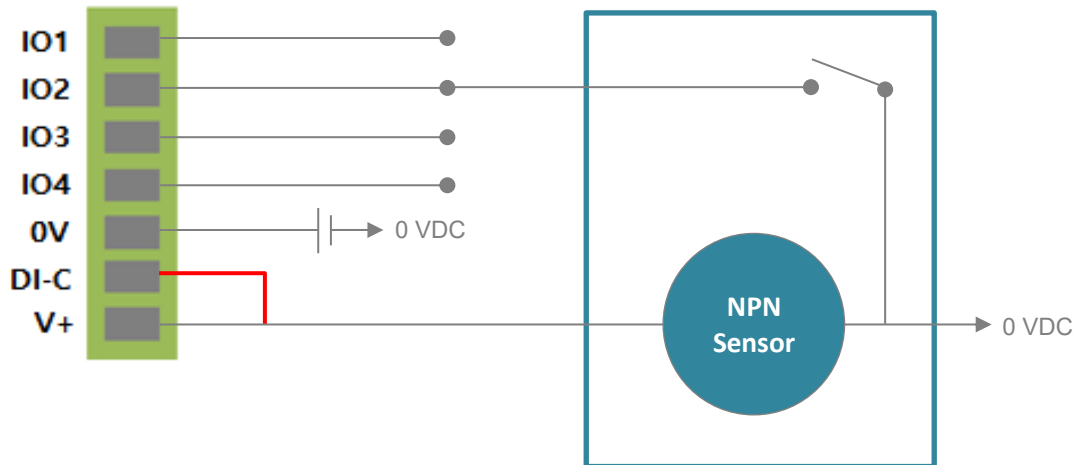 IO1
IO2
IO3
IO4
0V
0 VDC
DI-C
V+
NPN
Sensor
0 VDC